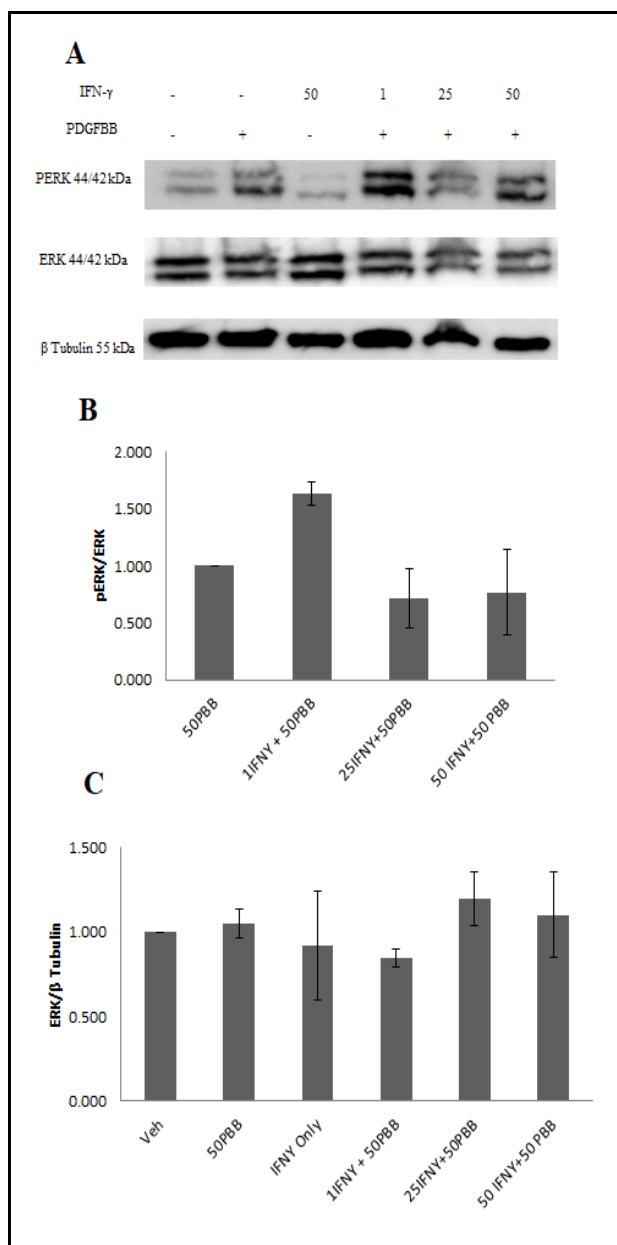 A
IFN-γ - - 50 1 25 50
PDGFBB - + - + + +
PERK 44/42kDa
ERK 44/42 kDa
β Tubulin 55 kDa
B
2.000
1.500
1.000
0.500
0.000
pERK/ERK
50PBB
1IFNY + 50PBB
25IFNY+50PBB
50 IFNY+50 PBB
C
1.500
1.000
0.500
0.000
ERK/β Tubulin
Veh
50PBB
IFNY Only
1IFNY + 50PBB
25IFNY+50PBB
50 IFNY+50 PBB